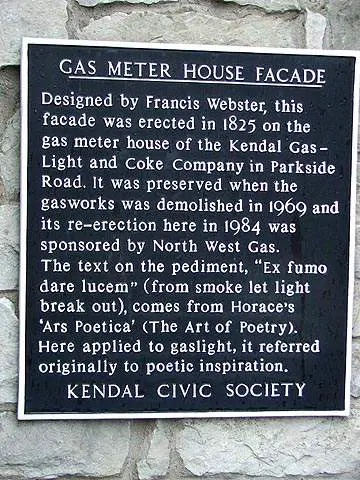 GAS METER HOUSE FACADE
Designed by Francis Webster, this
facade was erected in 1825 on the
gas meter house of the Kendal Gas-
Light and Coke Company in Parkside
Road. It was preserved when the
gasworks was demolished in 1969 and
its re-erection here in 1984 was
sponsored by North West Gas.
The text on the pediment, "Ex fumo
dare lucem" (from smoke let light
break out), comes from Horace's
'Ars Poetica' (The Art of Poetry).
Here applied to gaslight, it referred
originally to poetic inspiration.
KENDAL CIVIC SOCIETY